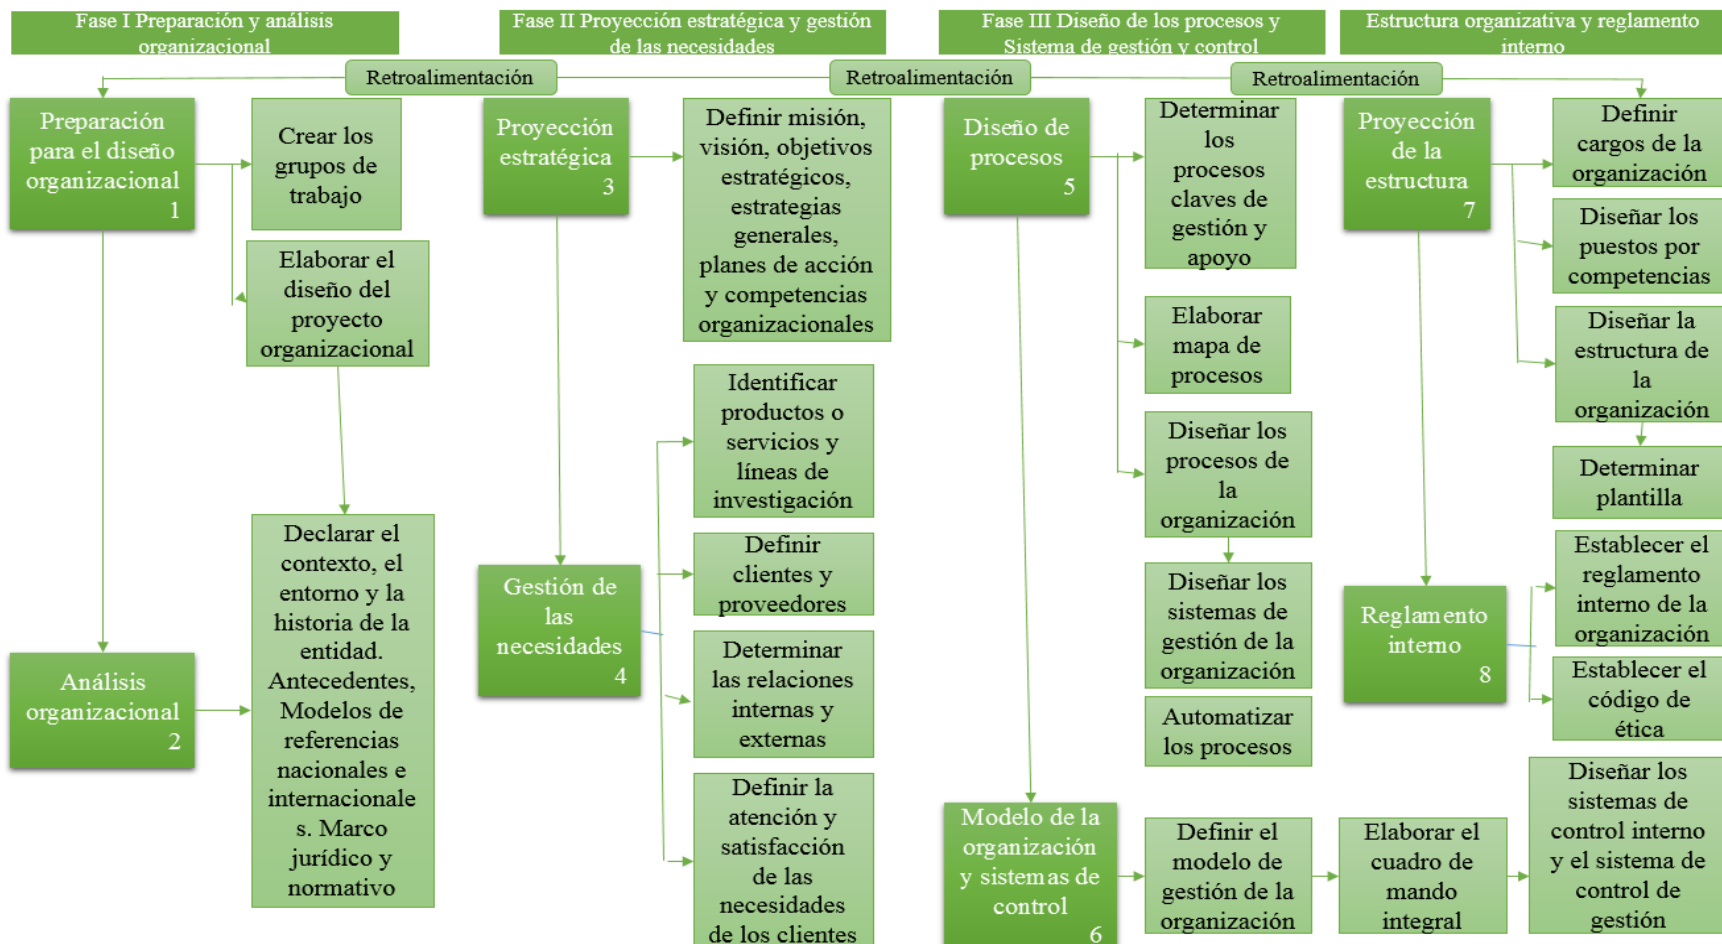 Fase I Preparación y análisis
organizacional
Fase II Proyección estratégica y gestión
de las necesidades
Fase III Diseño de los procesos y
Sistema de gestión y control
Estructura organizativa y reglamento
interno
Retroalimentación
Retroalimentación
Retroalimentación
Preparación
para el diseño
organizacional
1
Crear los
grupos de
trabajo
Elaborar el
diseño del
proyecto
organizacional
Análisis
organizacional
2
Declarar el
contexto, el
entorno y la
historia de la
entidad.
Antecedentes,
Modelos de
referencias
nacionales e
internacionale
s. Marco
jurídico y
normativo
Proyección
estratégica
3
Definir misión,
visión, objetivos
estratégicos,
estrategias
generales,
planes de acción
y competencias
organizacionales
Gestión de
las
necesidades
4
Identificar
productos o
servicios y
líneas de
investigación
Definir
clientes y
proveedores
Determinar
las relaciones
internas y
externas
Definir la
atención y
satisfacción
de las
necesidades
de los clientes
Diseño de
procesos
5
Determinar
los
procesos
claves de
gestión y
apoyo
Elaborar
mapa de
procesos
Diseñar los
procesos de
la
organización
Diseñar los
sistemas de
gestión de la
organización
Automatizar
los procesos
Modelo de la
organización
y sistemas de
control
6
Definir el
modelo de
gestión de la
organización
Elaborar el
cuadro de
mando
integral
Diseñar los
sistemas de
control interno
y el sistema de
control de
gestión
Proyección
de la
estructura
7
Definir
cargos de la
organización
Diseñar los
puestos por
competencias
Diseñar la
estructura de
la
organización
Determinar
plantilla
Reglamento
interno
8
Establecer el
reglamento
interno de la
organización
Establecer el
código de
ética